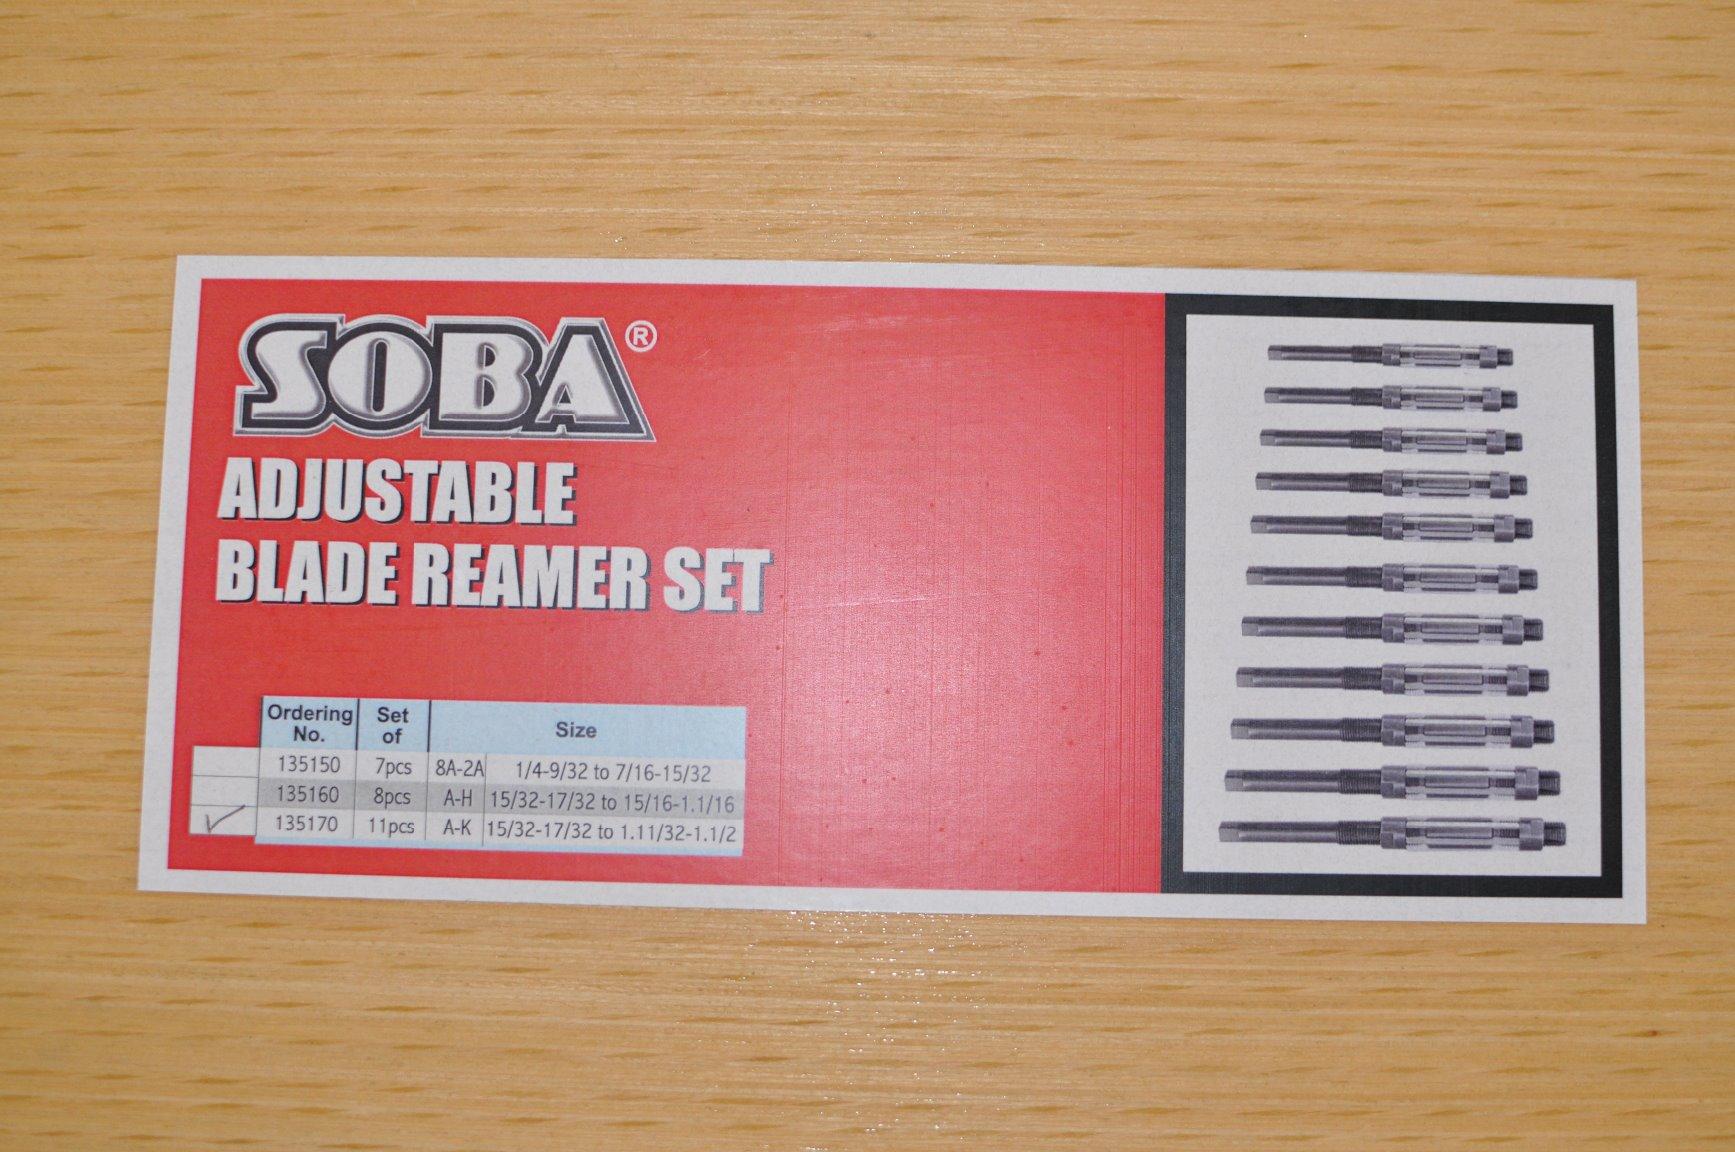 SOBA®
ADJUSTABLE
BLADE REAMER SET
Ordering No. Set of Size
135150 7pcs 8A-2A 1/4-9/32 to 7/16-15/32
135160 8pcs A-H 15/32-17/32 to 15/16-1.1/16
135170 11pcs A-K 15/32-17/32 to 1.11/32-1.1/2